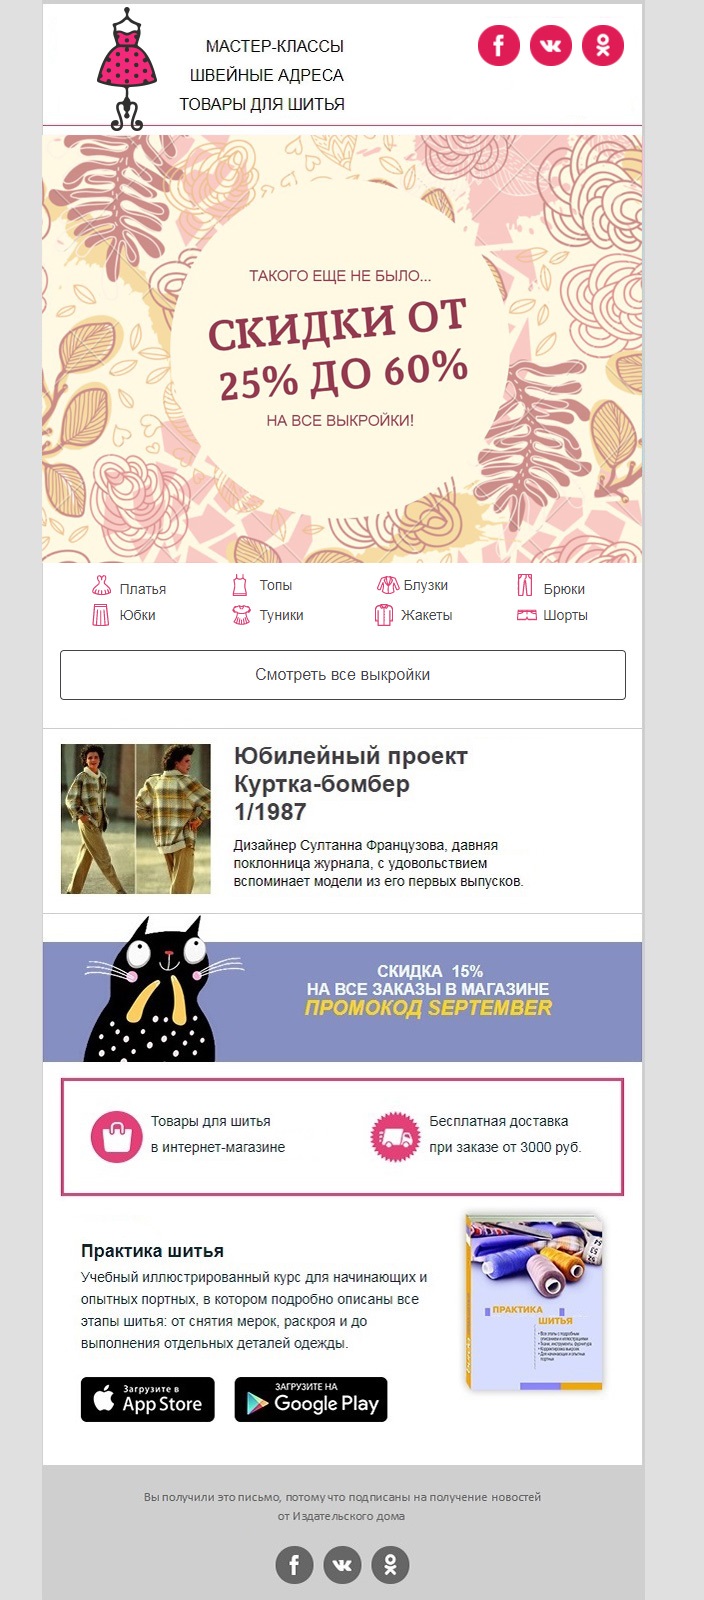 МАСТЕР-КЛАССЫ
ШВЕЙНЫЕ АДРЕСА
ТОВАРЫ ДЛЯ ШИТЬЯ
ТАКОГО ЕЩЕ НЕ БЫЛО...
СКИДКИ ОТ
25% ДО 60%
НА ВСЕ ВЫКРОЙКИ!
Платья
Топы
Блузки
Брюки
Юбки
Туники
Жакеты
Шорты
Смотреть все выкройки
Юбилейный проект
Куртка-бомбер
1/1987
Дизайнер Султанна Французова, давняя
поклонница журнала, с удовольствием
вспоминает модели из его первых выпусков.
СКИДКА 15%
НА ВСЕ ЗАКАЗЫ В МАГАЗИНЕ
ПРОМОКОД SEPTEMBER
Товары для шитья
в интернет-магазине
Бесплатная доставка
при заказе от 3000 руб.
Практика шитья
Учебный иллюстрированный курс для начинающих и
опытных портных, в котором подробно описаны все
этапы шитья: от снятия мерок, раскроя и до
выполнения отдельных деталей одежды.
ПРАКТИКА
ШИТЬЯ
Загрузите в
App Store
ЗАГРУЗИТЕ НА
Google Play
Вы получили это письмо, потому что подписаны на получение новостей
от Издательского дома